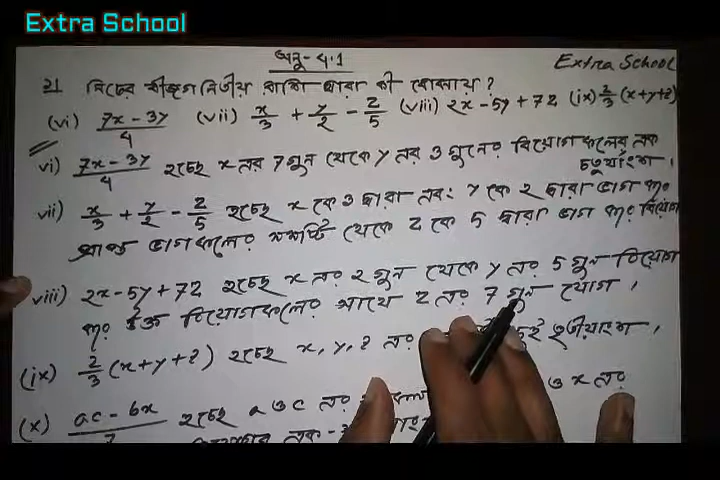 Extra School
অনু-৪.১
Extra School
২। নিচের বীজগণিতীয় রাশি দ্বারা কী বোঝায়?
(vi) 7x-3y/4 (vii) x/3 + y/2 - z/5 (viii) 2x-5y+7z (ix) 2/3 (x+y+z)
vi) 7x-3y/4 হচ্ছে x এর 7 গুন থেকে y এর 3 গুনের বিয়োগফলের এক
চতুর্থাংশ।
vii) x/3 + y/2 - z/5 হচ্ছে x কে 3 দ্বারা এবং y কে 2 দ্বারা ভাগ করে
প্রাপ্ত ভাগফলের সমষ্টি থেকে z কে 5 দ্বারা ভাগ করে বিয়োগ
viii) 2x-5y+7z হচ্ছে x এর 2 গুন থেকে y এর 5 গুন বিয়োগ
করে উক্ত বিয়োগফলের সাথে z এর 7 গুন যোগ।
(ix) 2/3 (x+y+z) হচ্ছে x, y, z এর দুই তৃতীয়াংশ।
(x) ac-bx হচ্ছে a ও c এর ও x এর